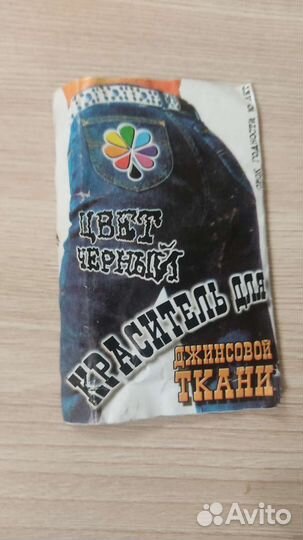 ЦВЕТ
ЧЕРНЫЙ
КРАСИТЕЛЬ ДЛЯ
ДЖИНСОВОЙ
ТКАНИ
Avito